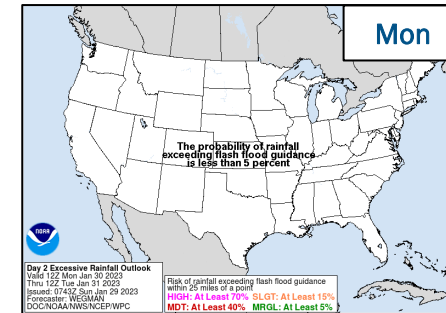 Mon
The probability of rainfall
exceeding flash flood guidance
is less than 5 percent
NOAA
Day 2 Excessive Rainfall Outlook
Valid 12Z Mon Jan 30 2023
Thru 12Z Tue Jan 31 2023
Issued: 0743Z Sun Jan 29 2023
Forecaster: WEGMAN
DOC/NOAA/NWS/NCEP/WPC
Risk of rainfall exceeding flash flood guidance
within 25 miles of a point
HIGH: At Least 70% SLGT: At Least 15%
MDT: At Least 40% MRGL: At Least 5%